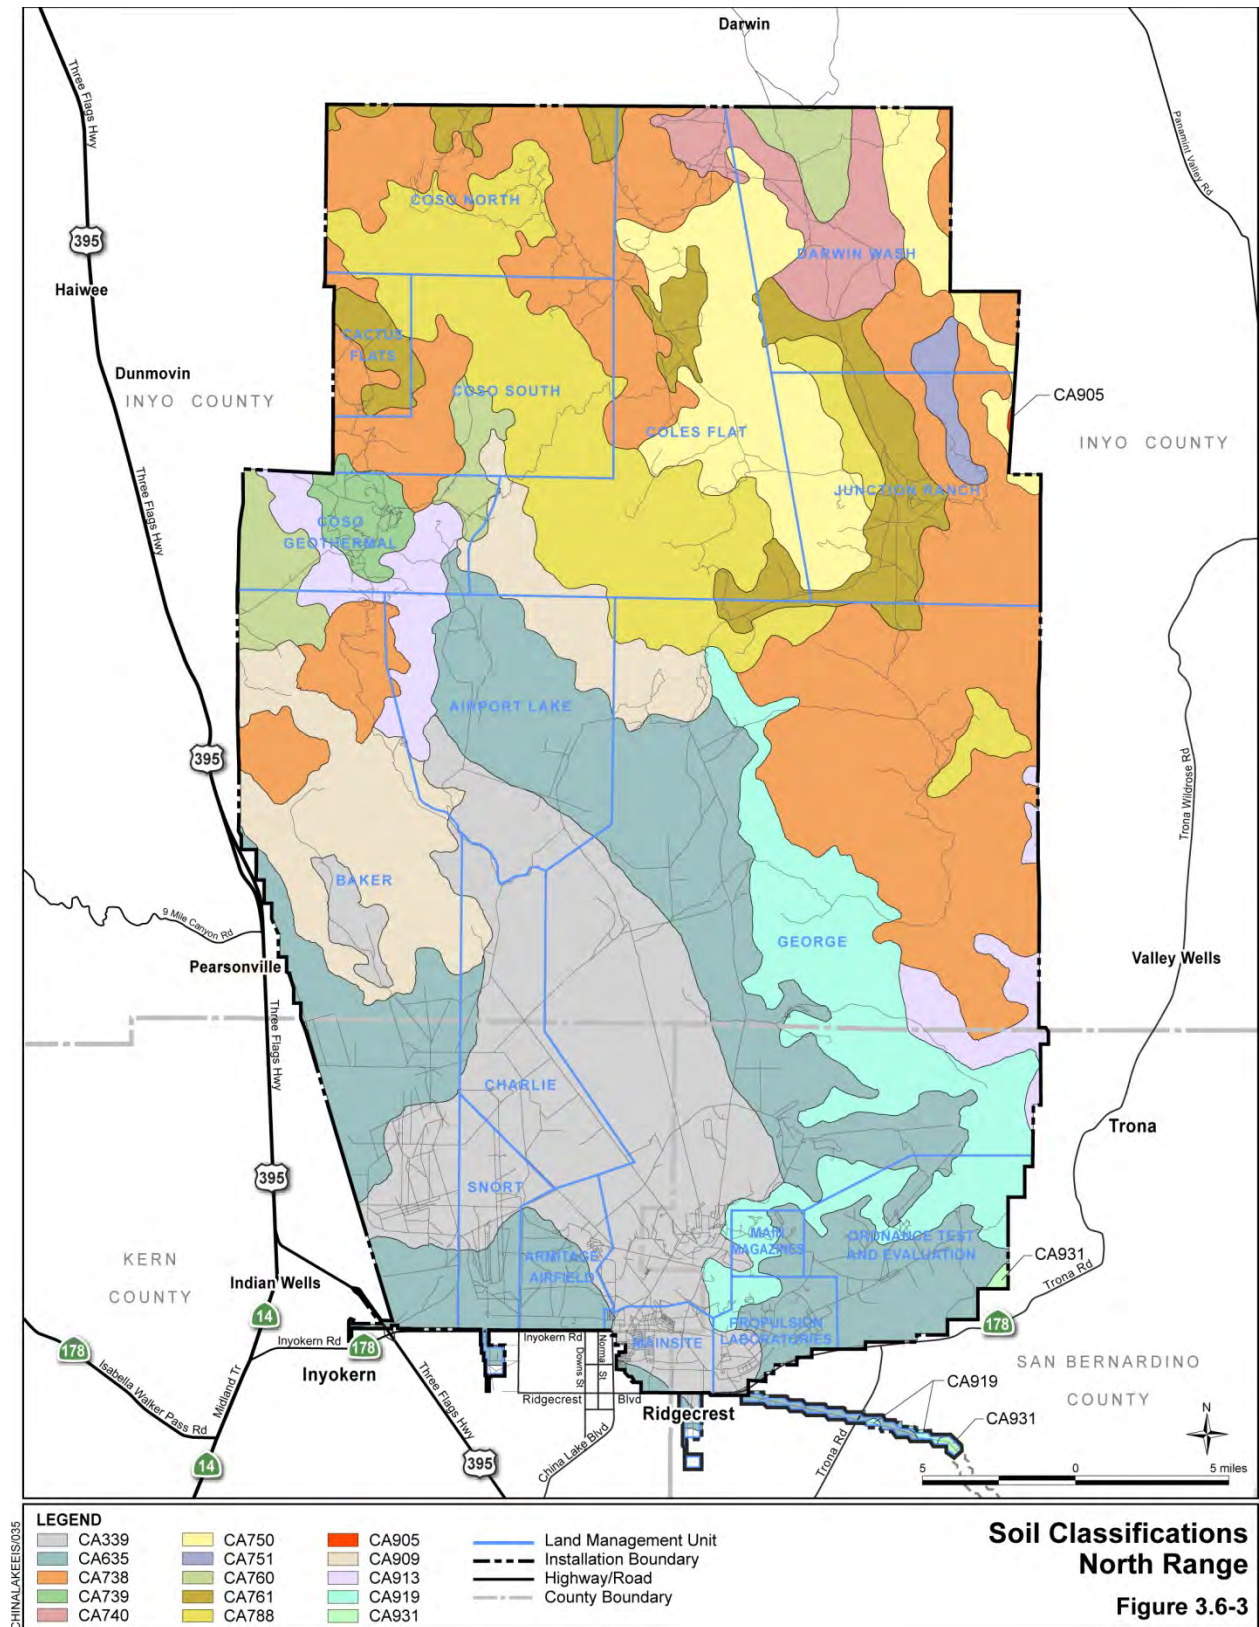 Darwin
Three Flags Hwy
Panamint Valley Rd
COSO NORTH
395
DARWIN WASH
Haiwee
CACTUS
FLATS
Dunmovin
INYO COUNTY
COSO SOUTH
CA905
COLES FLAT
INYO COUNTY
JUNCTION RANCH
Three Flags Hwy
COSO
GEOTHERMAL
AIRPORT LAKE
395
Trona Wildrose Rd
BAKER
9 Mile Canyon Rd
GEORGE
Pearsonville
Valley Wells
Three Flags Hwy
CHARLIE
Trona
395
SNORT
MAIN
MAGAZINES
ORDNANCE TEST
AND EVALUATION
ARMITAGE
AIRFIELD
CA931
KERN
COUNTY
Indian Wells
Trona Rd
14
178
PROPULSION
LABORATORIES
MAINSITE
178
Inyokern Rd
178
Inyokern Rd
Downs St
Norma St
SAN BERNARDINO
COUNTY
Inyokern
Isabella Walker Pass Rd
Midland Tr
Three Flags Hwy
Ridgecrest
Blvd
Ridgecrest
CA919
CA931
N
China Lake Blvd
Trona Rd
14
395
5
0
5 miles
CHINALAKEEIS/035
LEGEND
CA339
CA635
CA738
CA739
CA740
CA750
CA751
CA760
CA761
CA788
CA905
CA909
CA913
CA919
CA931
Land Management Unit
Installation Boundary
Highway/Road
County Boundary
Soil Classifications
North Range
Figure 3.6-3